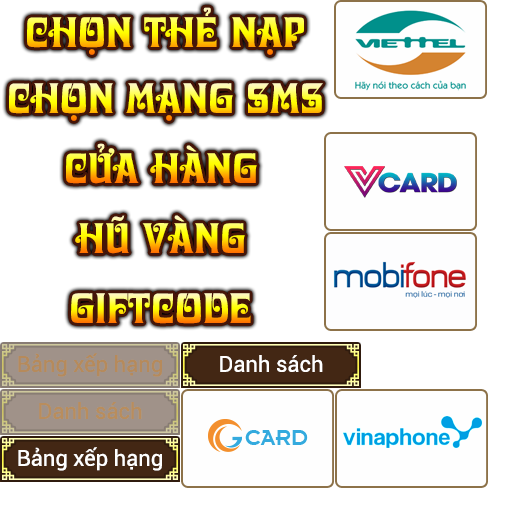 CHỌN THẺ NẠP
VIETTEL
Hãy nói theo cách của bạn
CHỌN MẠNG SMS
CỬA HÀNG
VCARD
HŨ VÀNG
mobifone
mọi lúc - mọi nơi
GIFTCODE
Bảng xếp hạng
Danh sách
Danh sách
GCARD
vinaphone
Bảng xếp hạng